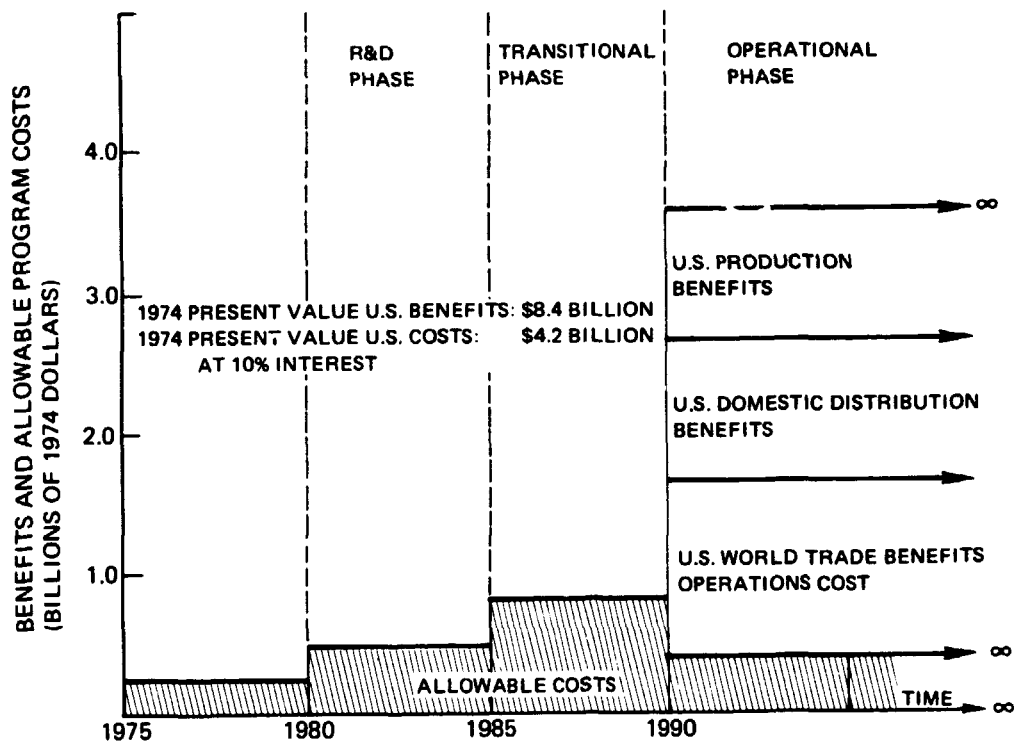 BENEFITS AND ALLOWABLE PROGRAM COSTS
(BILLIONS OF 1974 DOLLARS)
R&D
PHASE
TRANSITIONAL
PHASE
OPERATIONAL
PHASE
4.0
3.0
2.0
1.0
∞
U.S. PRODUCTION
BENEFITS
1974 PRESENT VALUE U.S. BENEFITS: $8.4 BILLION
1974 PRESENT VALUE U.S. COSTS: $4.2 BILLION
AT 10% INTEREST
U.S. DOMESTIC DISTRIBUTION
BENEFITS
U.S. WORLD TRADE BENEFITS
OPERATIONS COST
∞
ALLOWABLE COSTS
TIME
∞
1975
1980
1985
1990